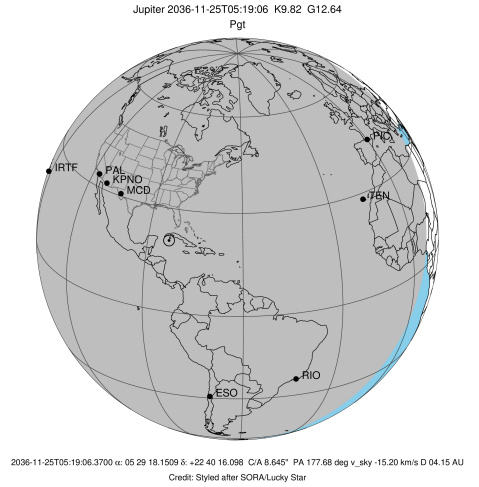 Jupiter 2036-11-25T05:19:06 K9.82 G12.64
Pgt
PIC
IRTF
PAL
KPNO
MCD
TEN
RIO
ESO
2036-11-25T05:19:06.3700 α: 05 29 18.1509 δ: +22 40 16.098 C/A 8.645" PA 177.68 deg v_sky -15.20 km/s D 04.15 AU
Credit: Styled after SORA/Lucky Star